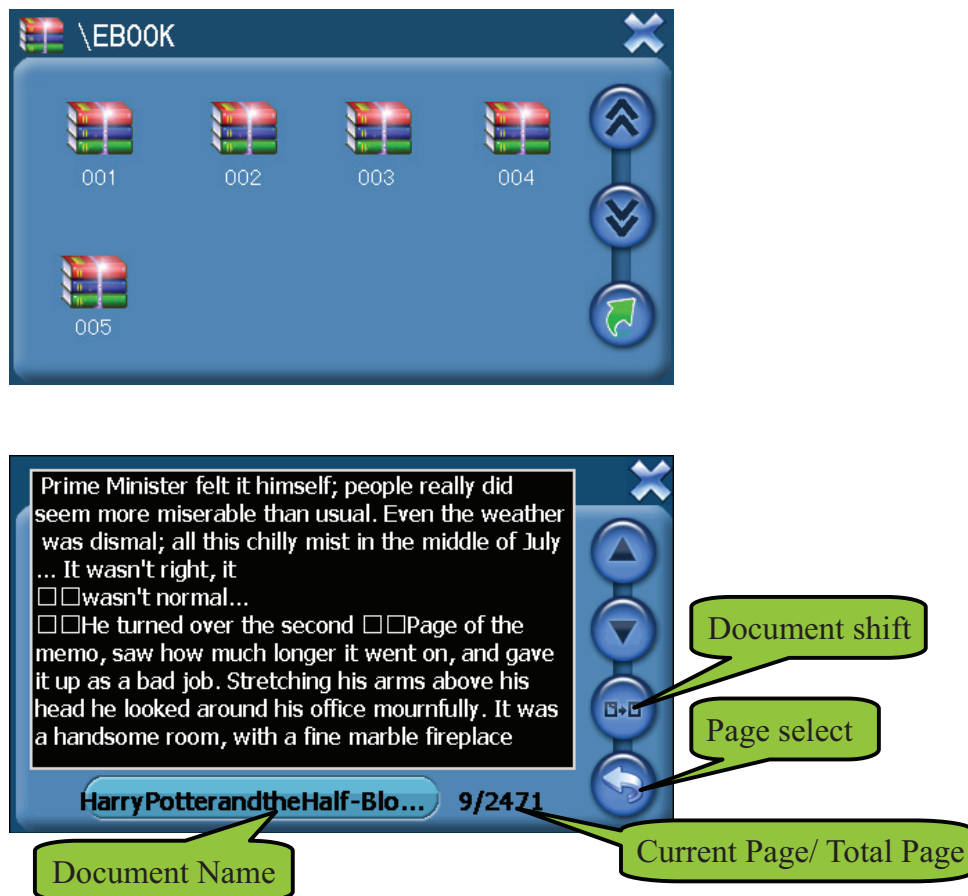 \EBOOK
001 002 003 004
005
Prime Minister felt it himself; people really did
seem more miserable than usual. Even the weather
was dismal; all this chilly mist in the middle of July
... It wasn't right, it
□□wasn't normal...
□□He turned over the second □□Page of the
memo, saw how much longer it went on, and gave
it up as a bad job. Stretching his arms above his
head he looked around his office mournfully. It was
a handsome room, with a fine marble fireplace
Document shift
Page select
HarryPotterandtheHalf-Blo... 9/2471
Current Page/ Total Page
Document Name